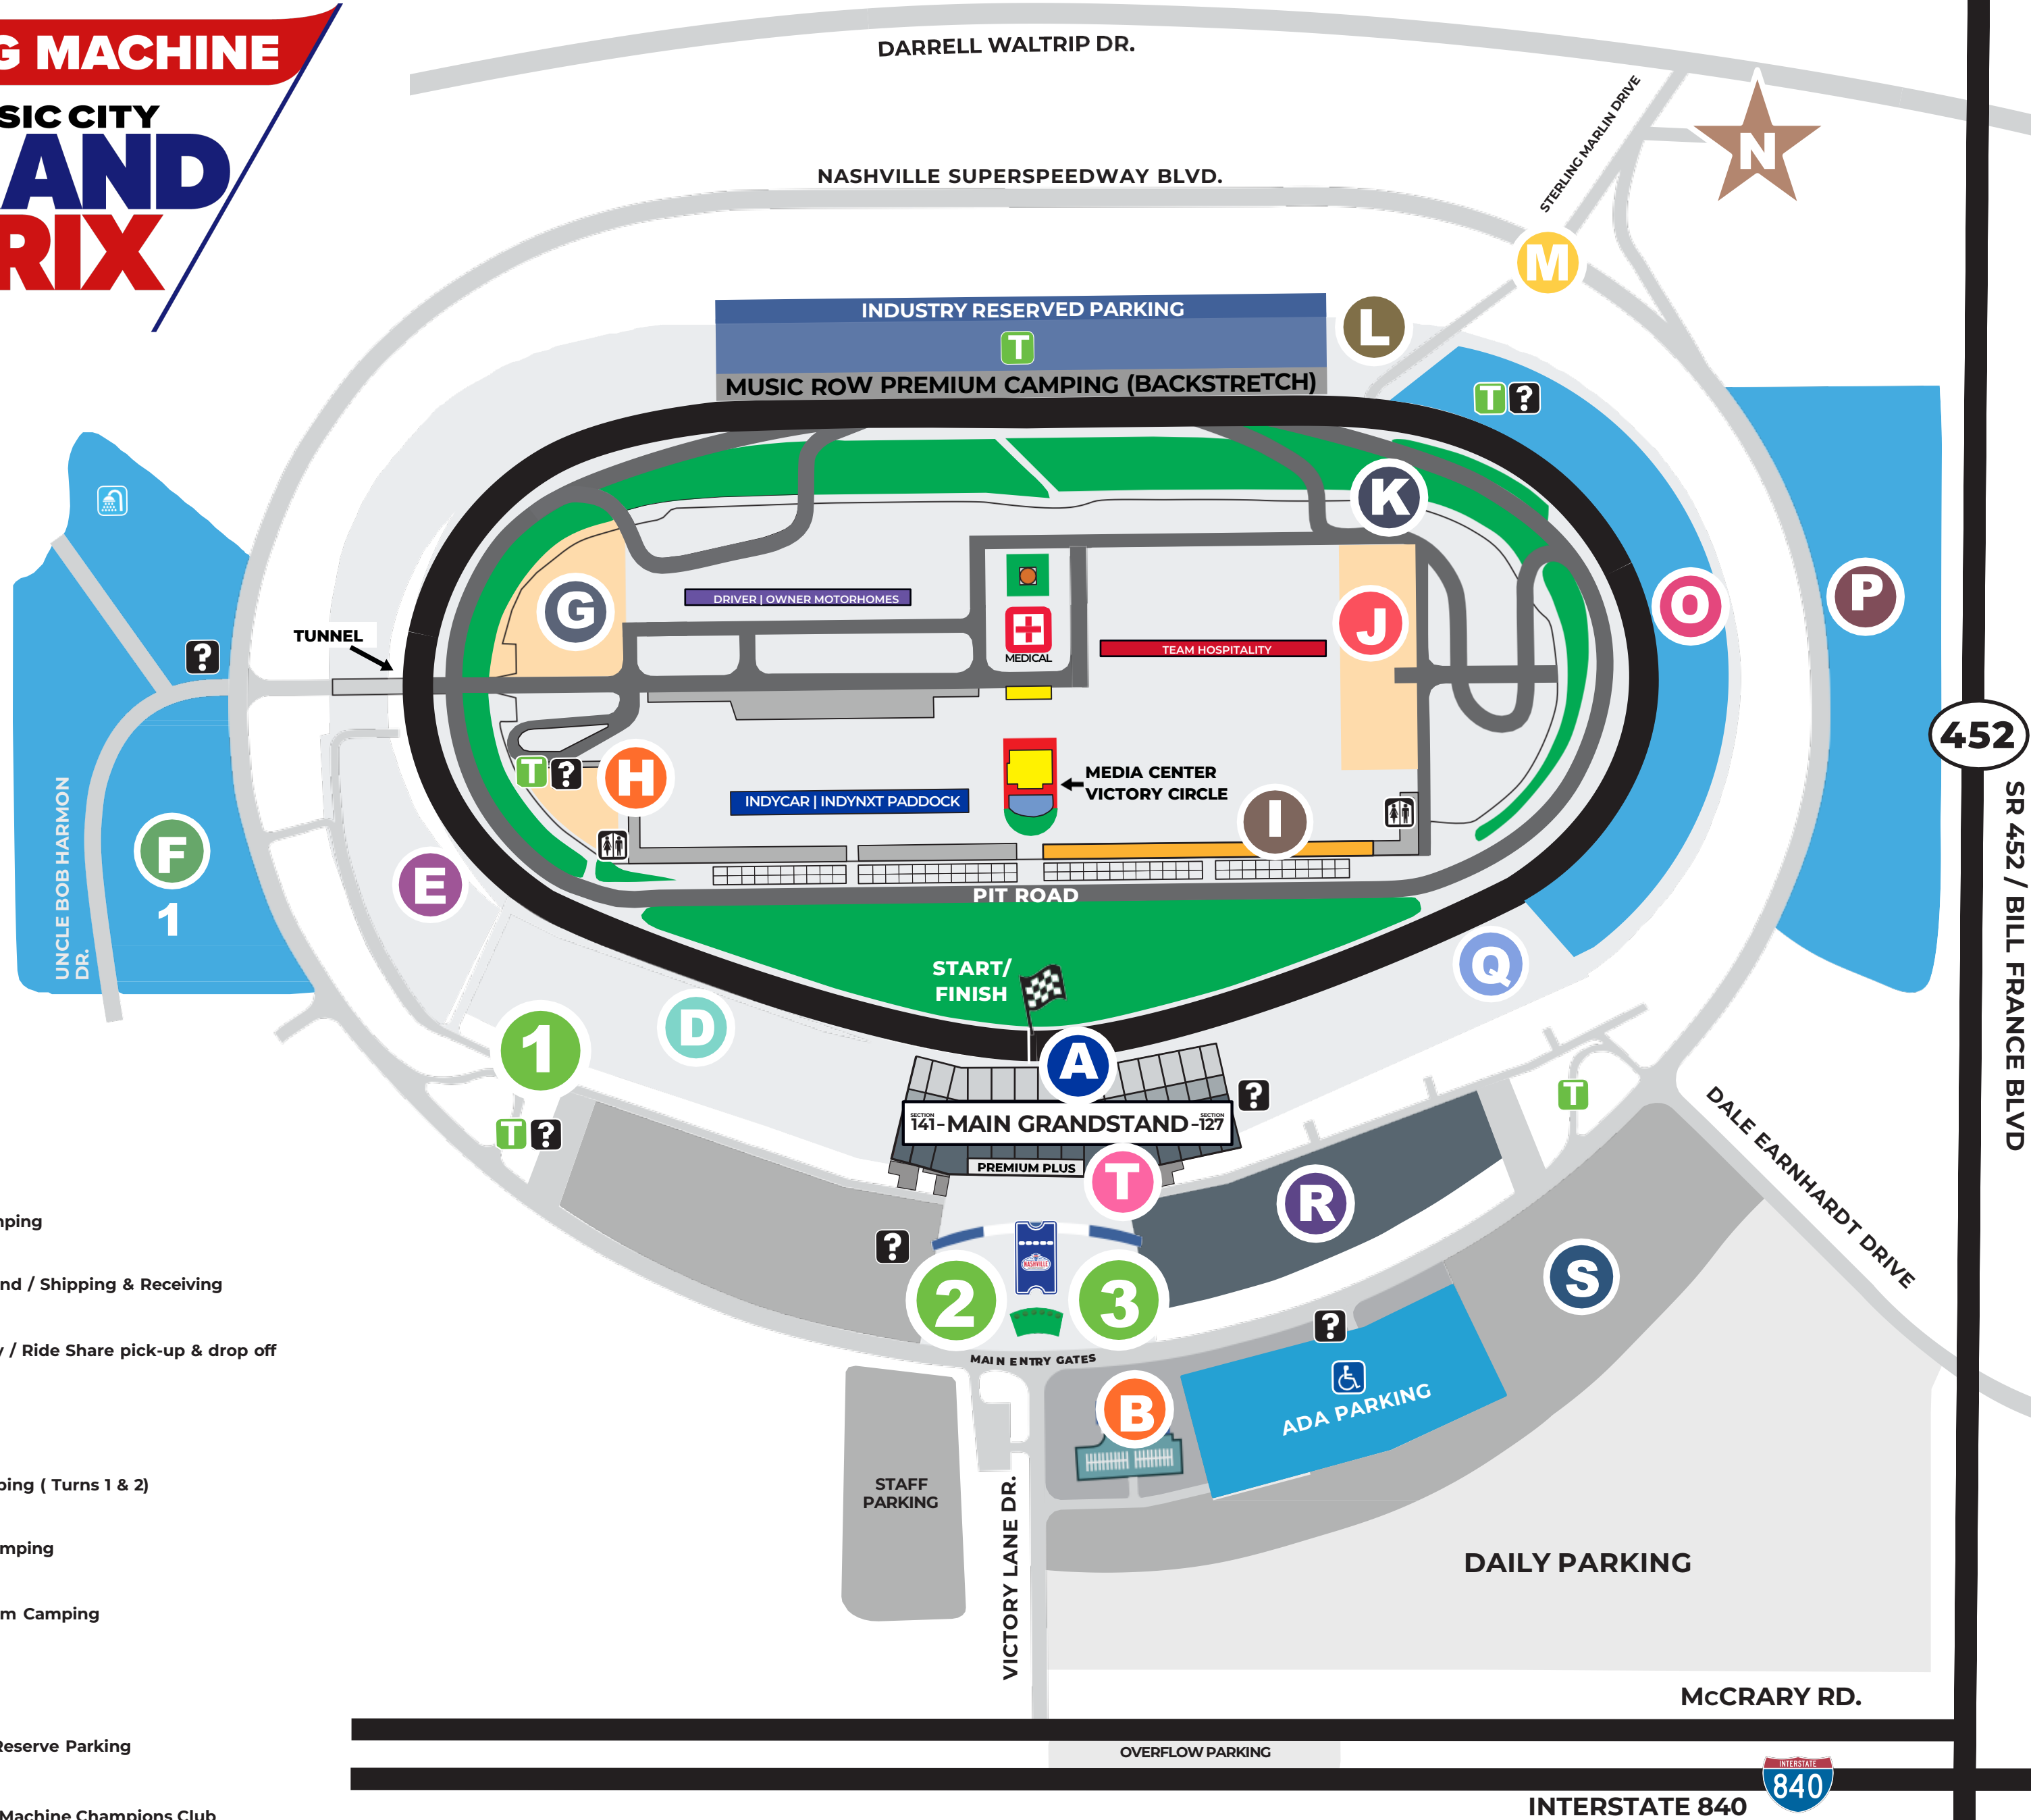 G MACHINE
SIC CITY
AND
RIX
DARRELL WALTRIP DR.
STERLING MARLIN DRIVE
N
NASHVILLE SUPERSPEEDWAY BLVD.
M
INDUSTRY RESERVED PARKING
L
T
MUSIC ROW PREMIUM CAMPING (BACKSTRETCH)
T ?
K
G
DRIVER | OWNER MOTORHOMES
J
O
P
TUNNEL
?
MEDICAL
TEAM HOSPITALITY
452
T ?
H
MEDIA CENTER
VICTORY CIRCLE
INDYCAR | INDYNXT PADDOCK
I
UNCLE BOB HARMON
DR.
F
1
E
PIT ROAD
SR 452 / BILL FRANCE BLVD
START/
FINISH
Q
D
1
A
?
T
SECTION
141-MAIN GRANDSTAND-127
SECTION
T ?
PREMIUM PLUS
T
R
DALE EARNHARDT DRIVE
?
NASHVILLE
2
3
S
?
MAIN ENTRY GATES
B
ADA PARKING
STAFF
PARKING
VICTORY LANE DR.
DAILY PARKING
McCRARY RD.
OVERFLOW PARKING
INTERSTATE
840
INTERSTATE 840
nping
nd / Shipping & Receiving
/ Ride Share pick-up & drop off
ping ( Turns 1 & 2)
mping
m Camping
Reserve Parking
Machine Champions Club